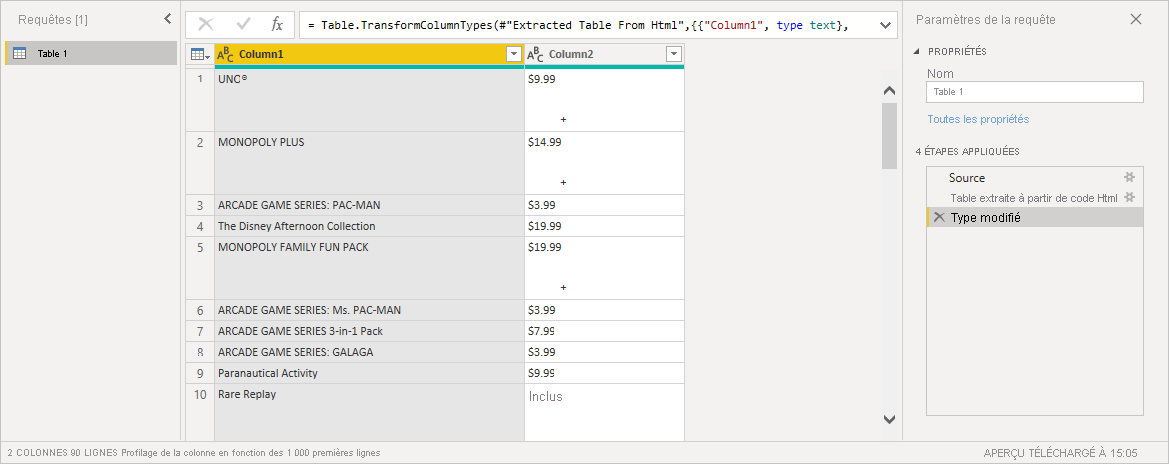 Requêtes [1]
Table 1
= Table.TransformColumnTypes(#"Extracted Table From Html",{{"Column1", type text},
Column1
Column2
1 UNO® $9.99
+
2 MONOPOLY PLUS $14.99
+
3 ARCADE GAME SERIES: PAC-MAN $3.99
4 The Disney Afternoon Collection $19.99
5 MONOPOLY FAMILY FUN PACK $19.99
+
6 ARCADE GAME SERIES: Ms. PAC-MAN $3.99
7 ARCADE GAME SERIES 3-in-1 Pack $7.99
8 ARCADE GAME SERIES: GALAGA $3.99
9 Paranautical Activity $9.99
10 Rare Replay Inclus
Paramètres de la requête
PROPRIÉTÉS
Nom
Table 1
Toutes les propriétés
4 ÉTAPES APPLIQUÉES
Source
Table extraite à partir de code Html
Type modifié
2 COLONNES 90 LIGNES Profilage de la colonne en fonction des 1 000 premières lignes
APERÇU TÉLÉCHARGÉ À 15:05